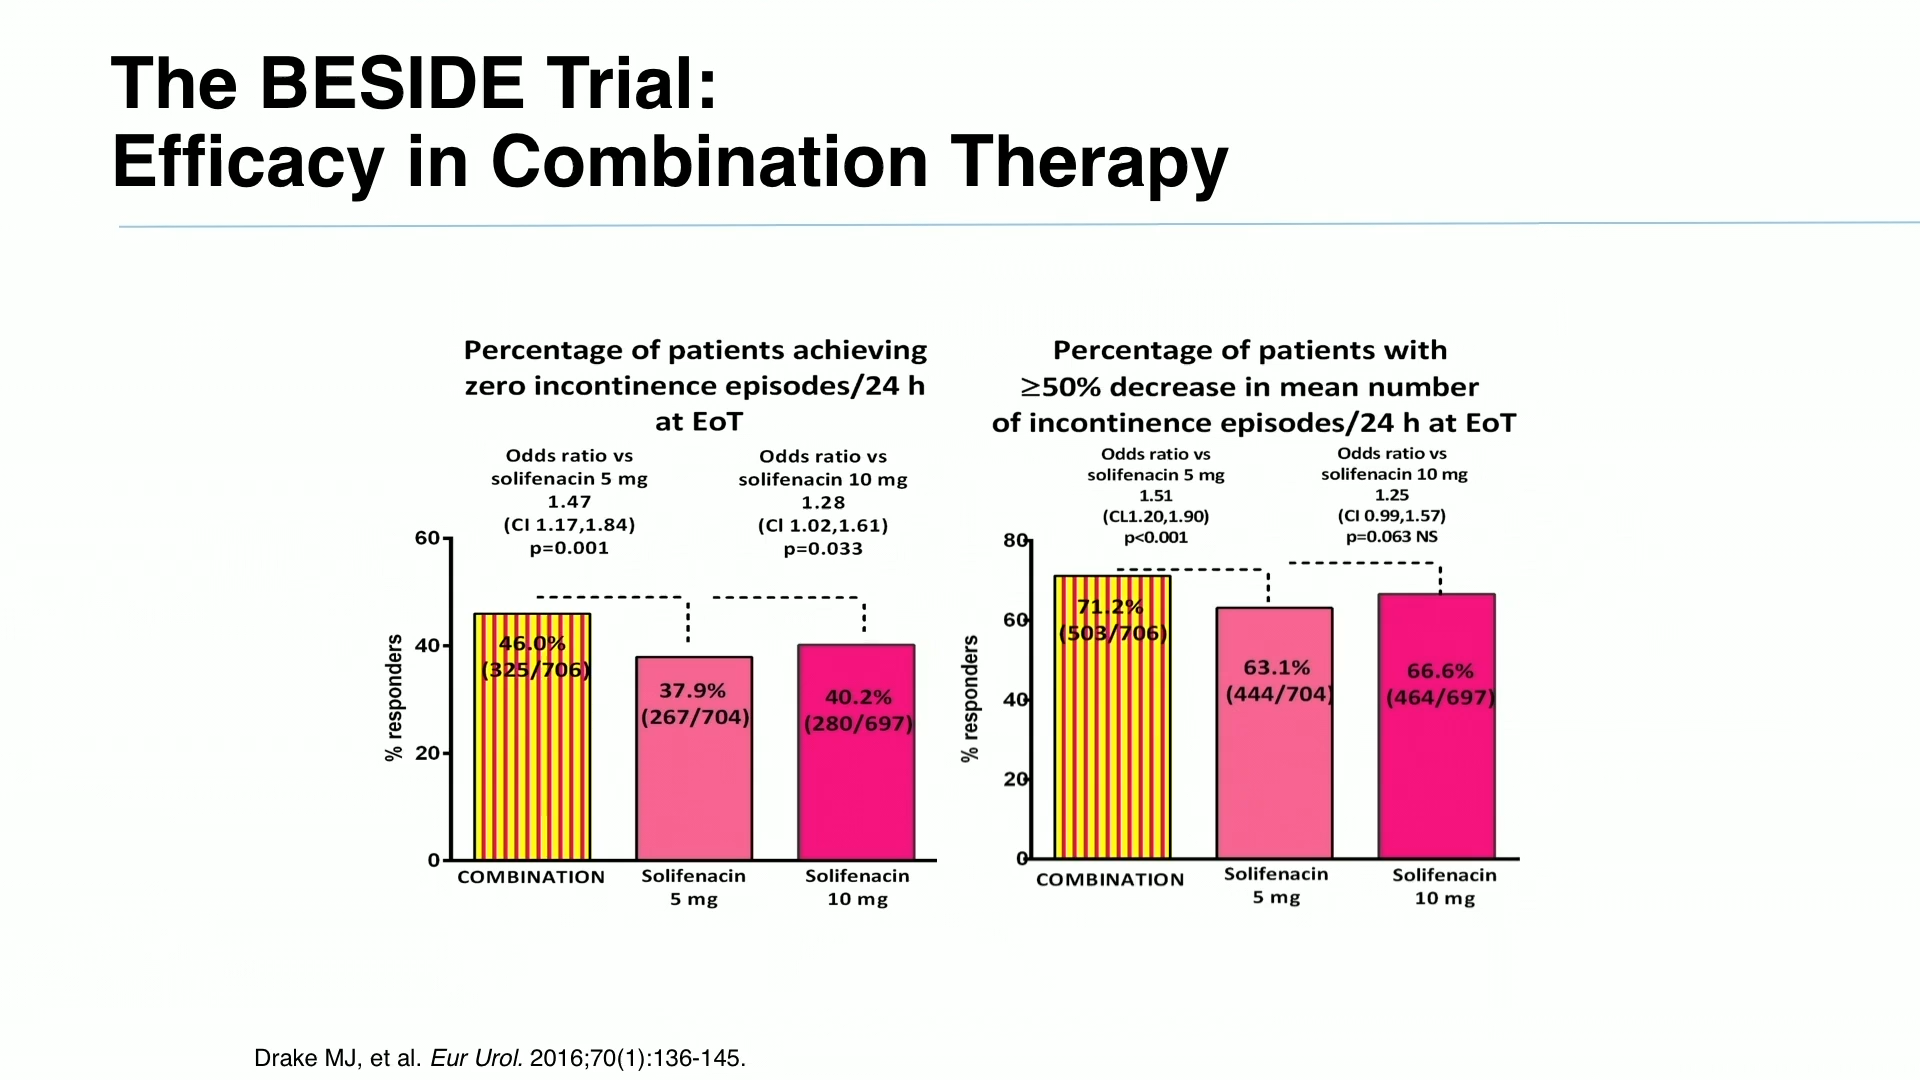 The BESIDE Trial:
Efficacy in Combination Therapy
Percentage of patients achieving
zero incontinence episodes/24 h
at EoT
Odds ratio vs
solifenacin 5 mg
1.47
(CI 1.17,1.84)
p=0.001
Odds ratio vs
solifenacin 10 mg
1.28
(CI 1.02,1.61)
p=0.033
% responders
60
40
20
0
46.0%
(325/706)
37.9%
(267/704)
40.2%
(280/697)
COMBINATION
Solifenacin
5 mg
Solifenacin
10 mg
Percentage of patients with
≥50% decrease in mean number
of incontinence episodes/24 h at EoT
Odds ratio vs
solifenacin 5 mg
1.51
(CL1.20,1.90)
p<0.001
Odds ratio vs
solifenacin 10 mg
1.25
(CI 0.99,1.57)
p=0.063 NS
% responders
80
60
40
20
0
71.2%
(503/706)
63.1%
(444/704)
66.6%
(464/697)
COMBINATION
Solifenacin
5 mg
Solifenacin
10 mg
Drake MJ, et al. Eur Urol. 2016;70(1):136-145.